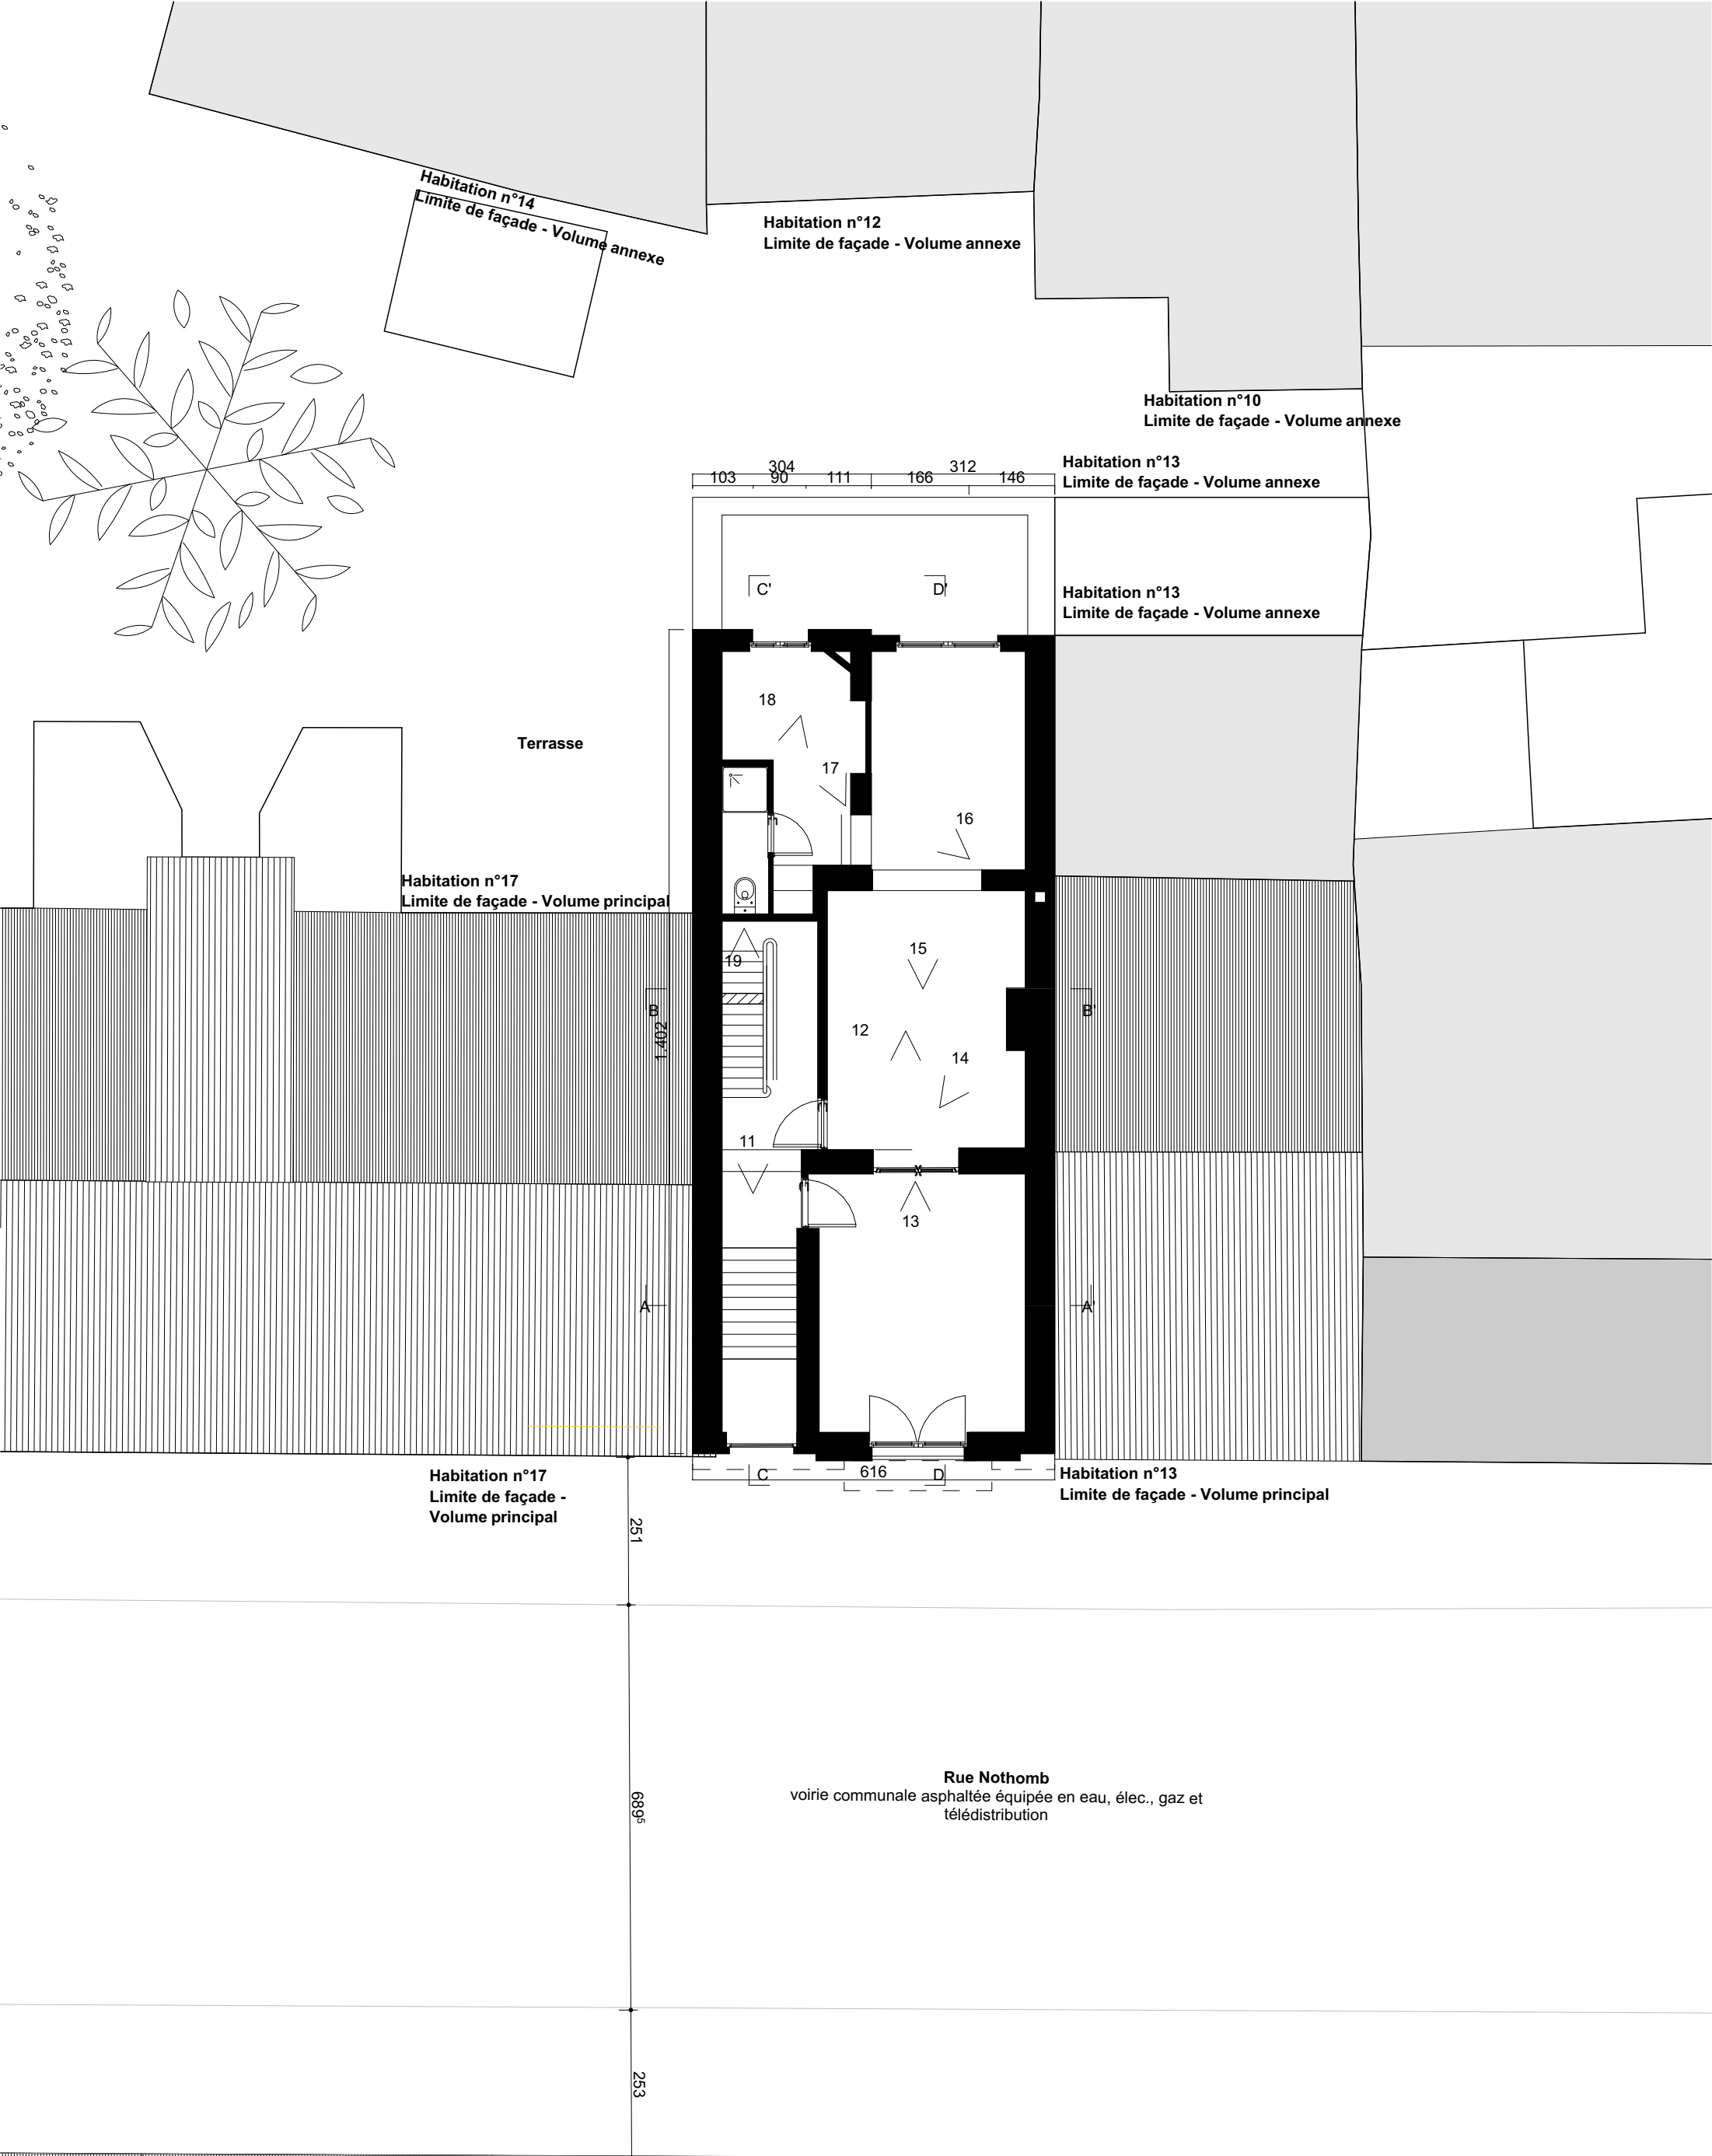 Habitation n°14
Limite de façade - Volume annexe
Habitation n°12
Limite de façade - Volume annexe
Habitation n°10
Limite de façade - Volume annexe
Habitation n°13
Limite de façade - Volume annexe
304
312
103
90
111
166
146
C'
D'
Habitation n°13
Limite de façade - Volume annexe
18
Terrasse
17
16
Habitation n°17
Limite de façade - Volume principal
15
19
B
B'
12
1.402
14
11
13
A
A'
616
C
D
Habitation n°17
Limite de façade -
Volume principal
Habitation n°13
Limite de façade - Volume principal
251
Rue Nothomb
voirie communale asphaltée équipée en eau, élec., gaz et
télédistribution
689⁵
253